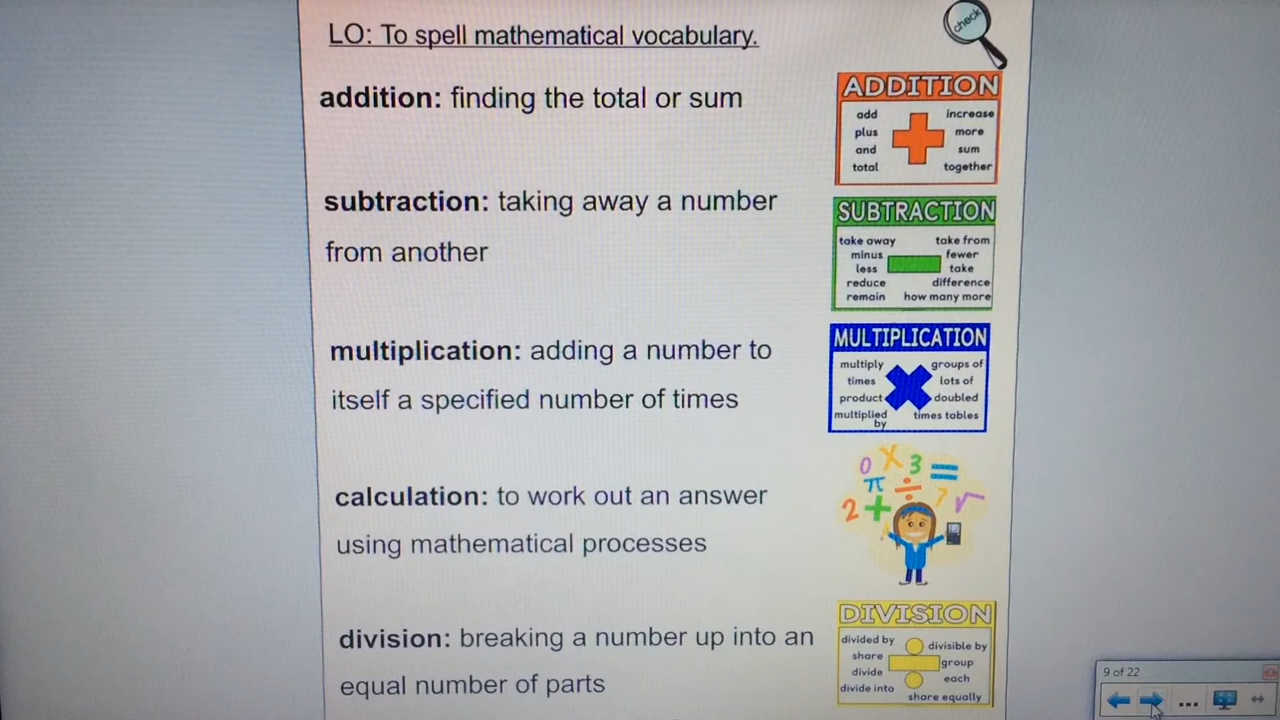 LO: To spell mathematical vocabulary.
check
addition: finding the total or sum
ADDITION
add increase
plus more
and sum
total together
subtraction: taking away a number
from another
SUBTRACTION
take away take from
minus fewer
less take
reduce difference
remain how many more
multiplication: adding a number to
itself a specified number of times
MULTIPLICATION
multiply groups of
times lots of
product doubled
multiplied times tables
by
calculation: to work out an answer
using mathematical processes
0 X 3 =
π ÷ 7 √
2 +
division: breaking a number up into an
equal number of parts
DIVISION
divided by divisible by
share group
divide each
divide into share equally
9 of 22